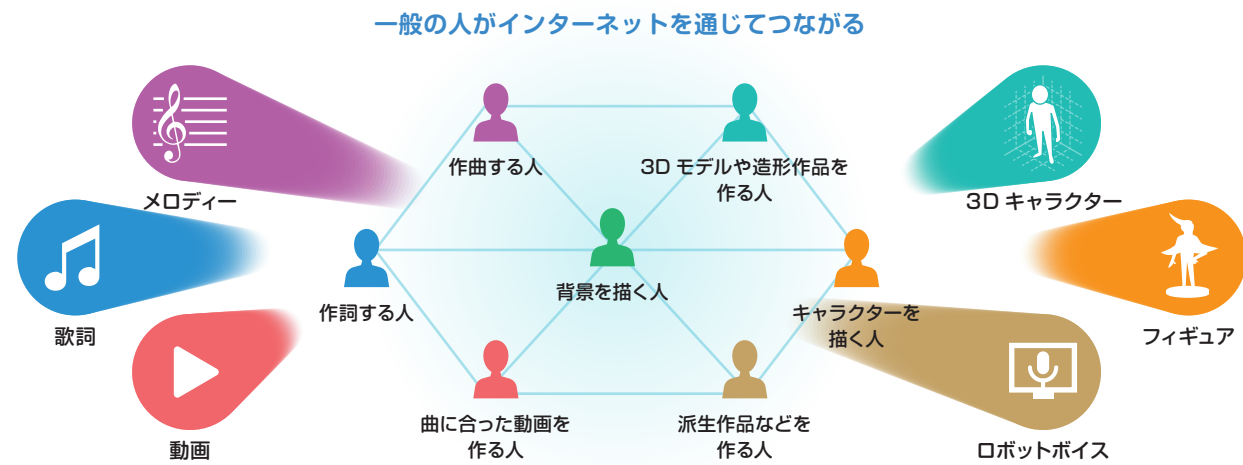 一般の人がインターネットを通じてつながる
作曲する人
3D モデルや造形作品を
作る人
メロディー
3D キャラクター
背景を描く人
作詞する人
キャラクターを
描く人
歌詞
フィギュア
曲に合った動画を
作る人
派生作品などを
作る人
動画
ロボットボイス